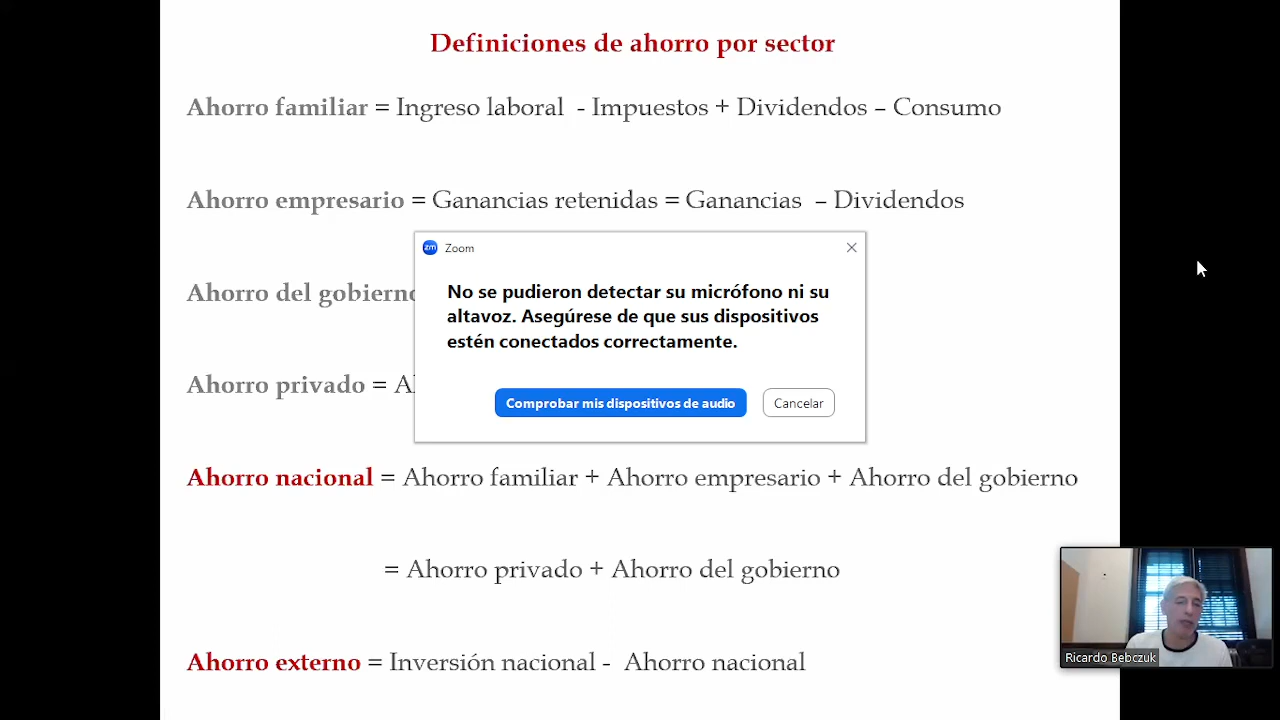 Definiciones de ahorro por sector
Ahorro familiar = Ingreso laboral - Impuestos + Dividendos – Consumo
Ahorro empresario = Ganancias retenidas = Ganancias – Dividendos
Ahorro del gobierno
Ahorro privado =
zm Zoom
No se pudieron detectar su micrófono ni su
altavoz. Asegúrese de que sus dispositivos
estén conectados correctamente.
Comprobar mis dispositivos de audio
Cancelar
Ahorro nacional = Ahorro familiar + Ahorro empresario + Ahorro del gobierno
= Ahorro privado + Ahorro del gobierno
Ahorro externo = Inversión nacional - Ahorro nacional
Ricardo Bebczuk